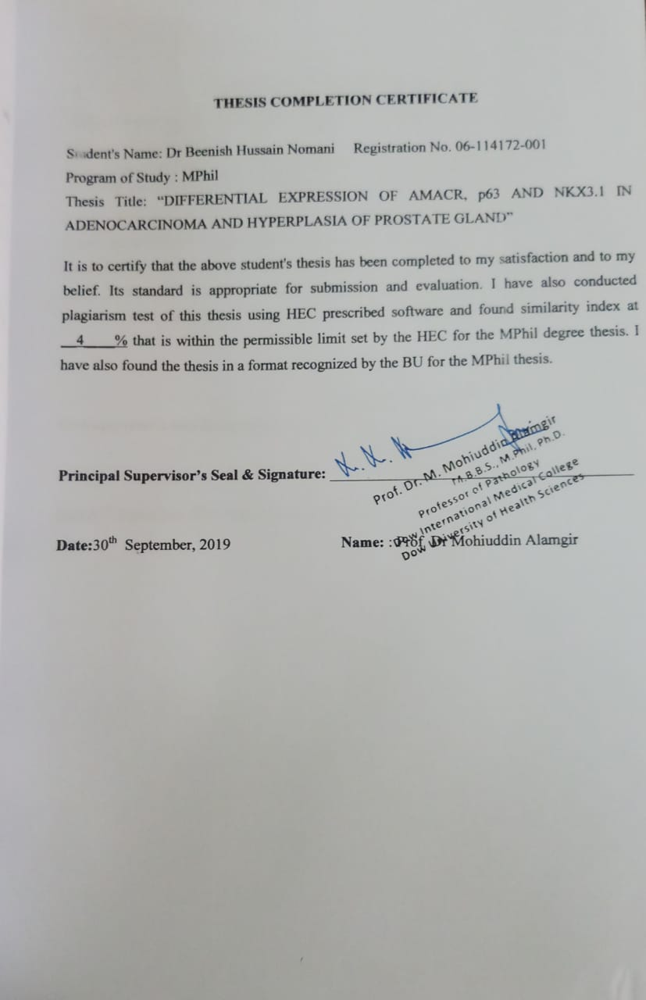 THESIS COMPLETION CERTIFICATE
Student's Name: Dr Beenish Hussain Nomani Registration No. 06-114172-001
Program of Study : MPhil
Thesis Title: “DIFFERENTIAL EXPRESSION OF AMACR, p63 AND NKX3.1 IN
ADENOCARCINOMA AND HYPERPLASIA OF PROSTATE GLAND”
It is to certify that the above student's thesis has been completed to my satisfaction and to my
belief. Its standard is appropriate for submission and evaluation. I have also conducted
plagiarism test of this thesis using HEC prescribed software and found similarity index at
4 % that is within the permissible limit set by the HEC for the MPhil degree thesis. I
have also found the thesis in a format recognized by the BU for the MPhil thesis.
Principal Supervisor’s Seal & Signature:
Prof. Dr. M. Mohiuddin Alamgir
M.B.B.S., M.Phil, Ph.D.
Professor of Pathology
Dow International Medical College
Dow University of Health Sciences
Date:30th September, 2019
Name: :Prof. Dr Mohiuddin Alamgir